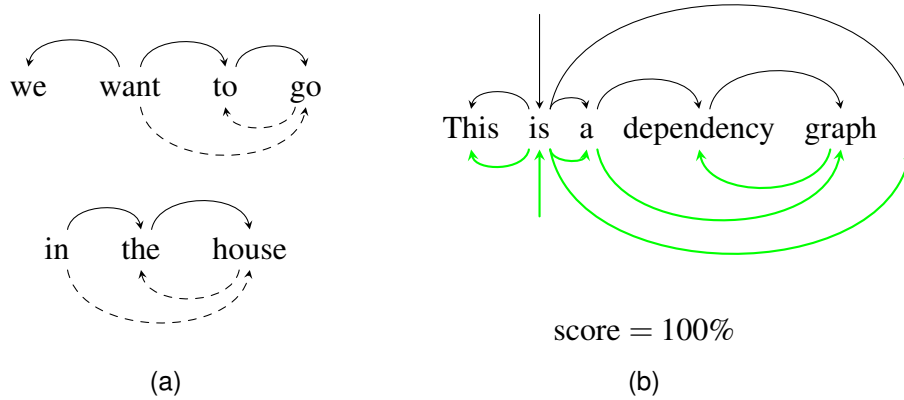 we want to go
in the house
(a)
This is a dependency graph
score = 100%
(b)